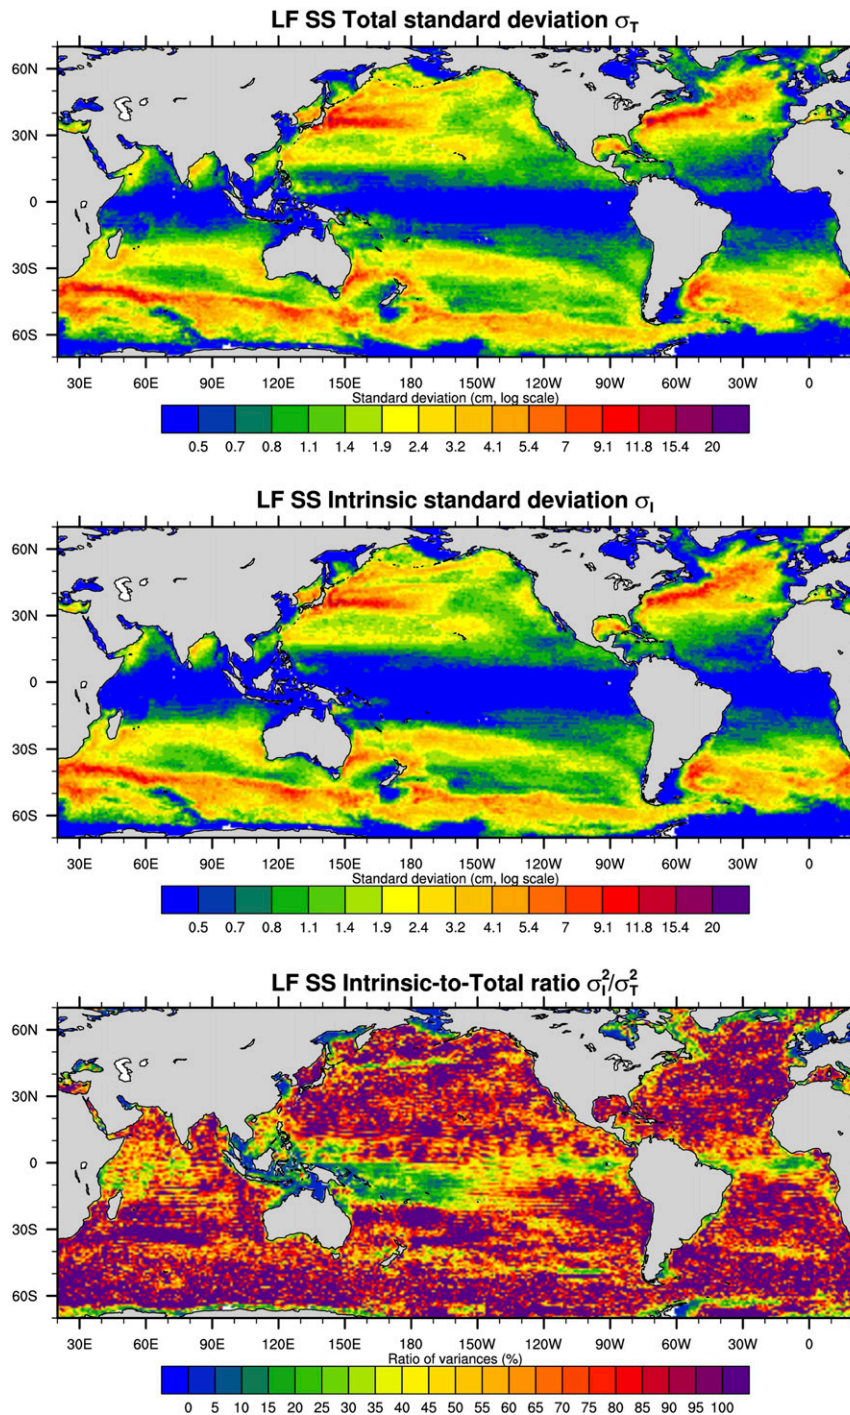 LF SS Total standard deviation σT
60N
30N
0
30S
60S
30E 60E 90E 120E 150E 180 150W 120W 90W 60W 30W 0
Standard deviation (cm, log scale)
0.5 0.7 0.8 1.1 1.4 1.9 2.4 3.2 4.1 5.4 7 9.1 11.8 15.4 20
LF SS Intrinsic standard deviation σI
60N
30N
0
30S
60S
30E 60E 90E 120E 150E 180 150W 120W 90W 60W 30W 0
Standard deviation (cm, log scale)
0.5 0.7 0.8 1.1 1.4 1.9 2.4 3.2 4.1 5.4 7 9.1 11.8 15.4 20
LF SS Intrinsic-to-Total ratio σI²/σT²
60N
30N
0
30S
60S
30E 60E 90E 120E 150E 180 150W 120W 90W 60W 30W 0
Ratio of variances (%)
0 5 10 15 20 25 30 35 40 45 55 60 65 70 75 80 85 90 95 100